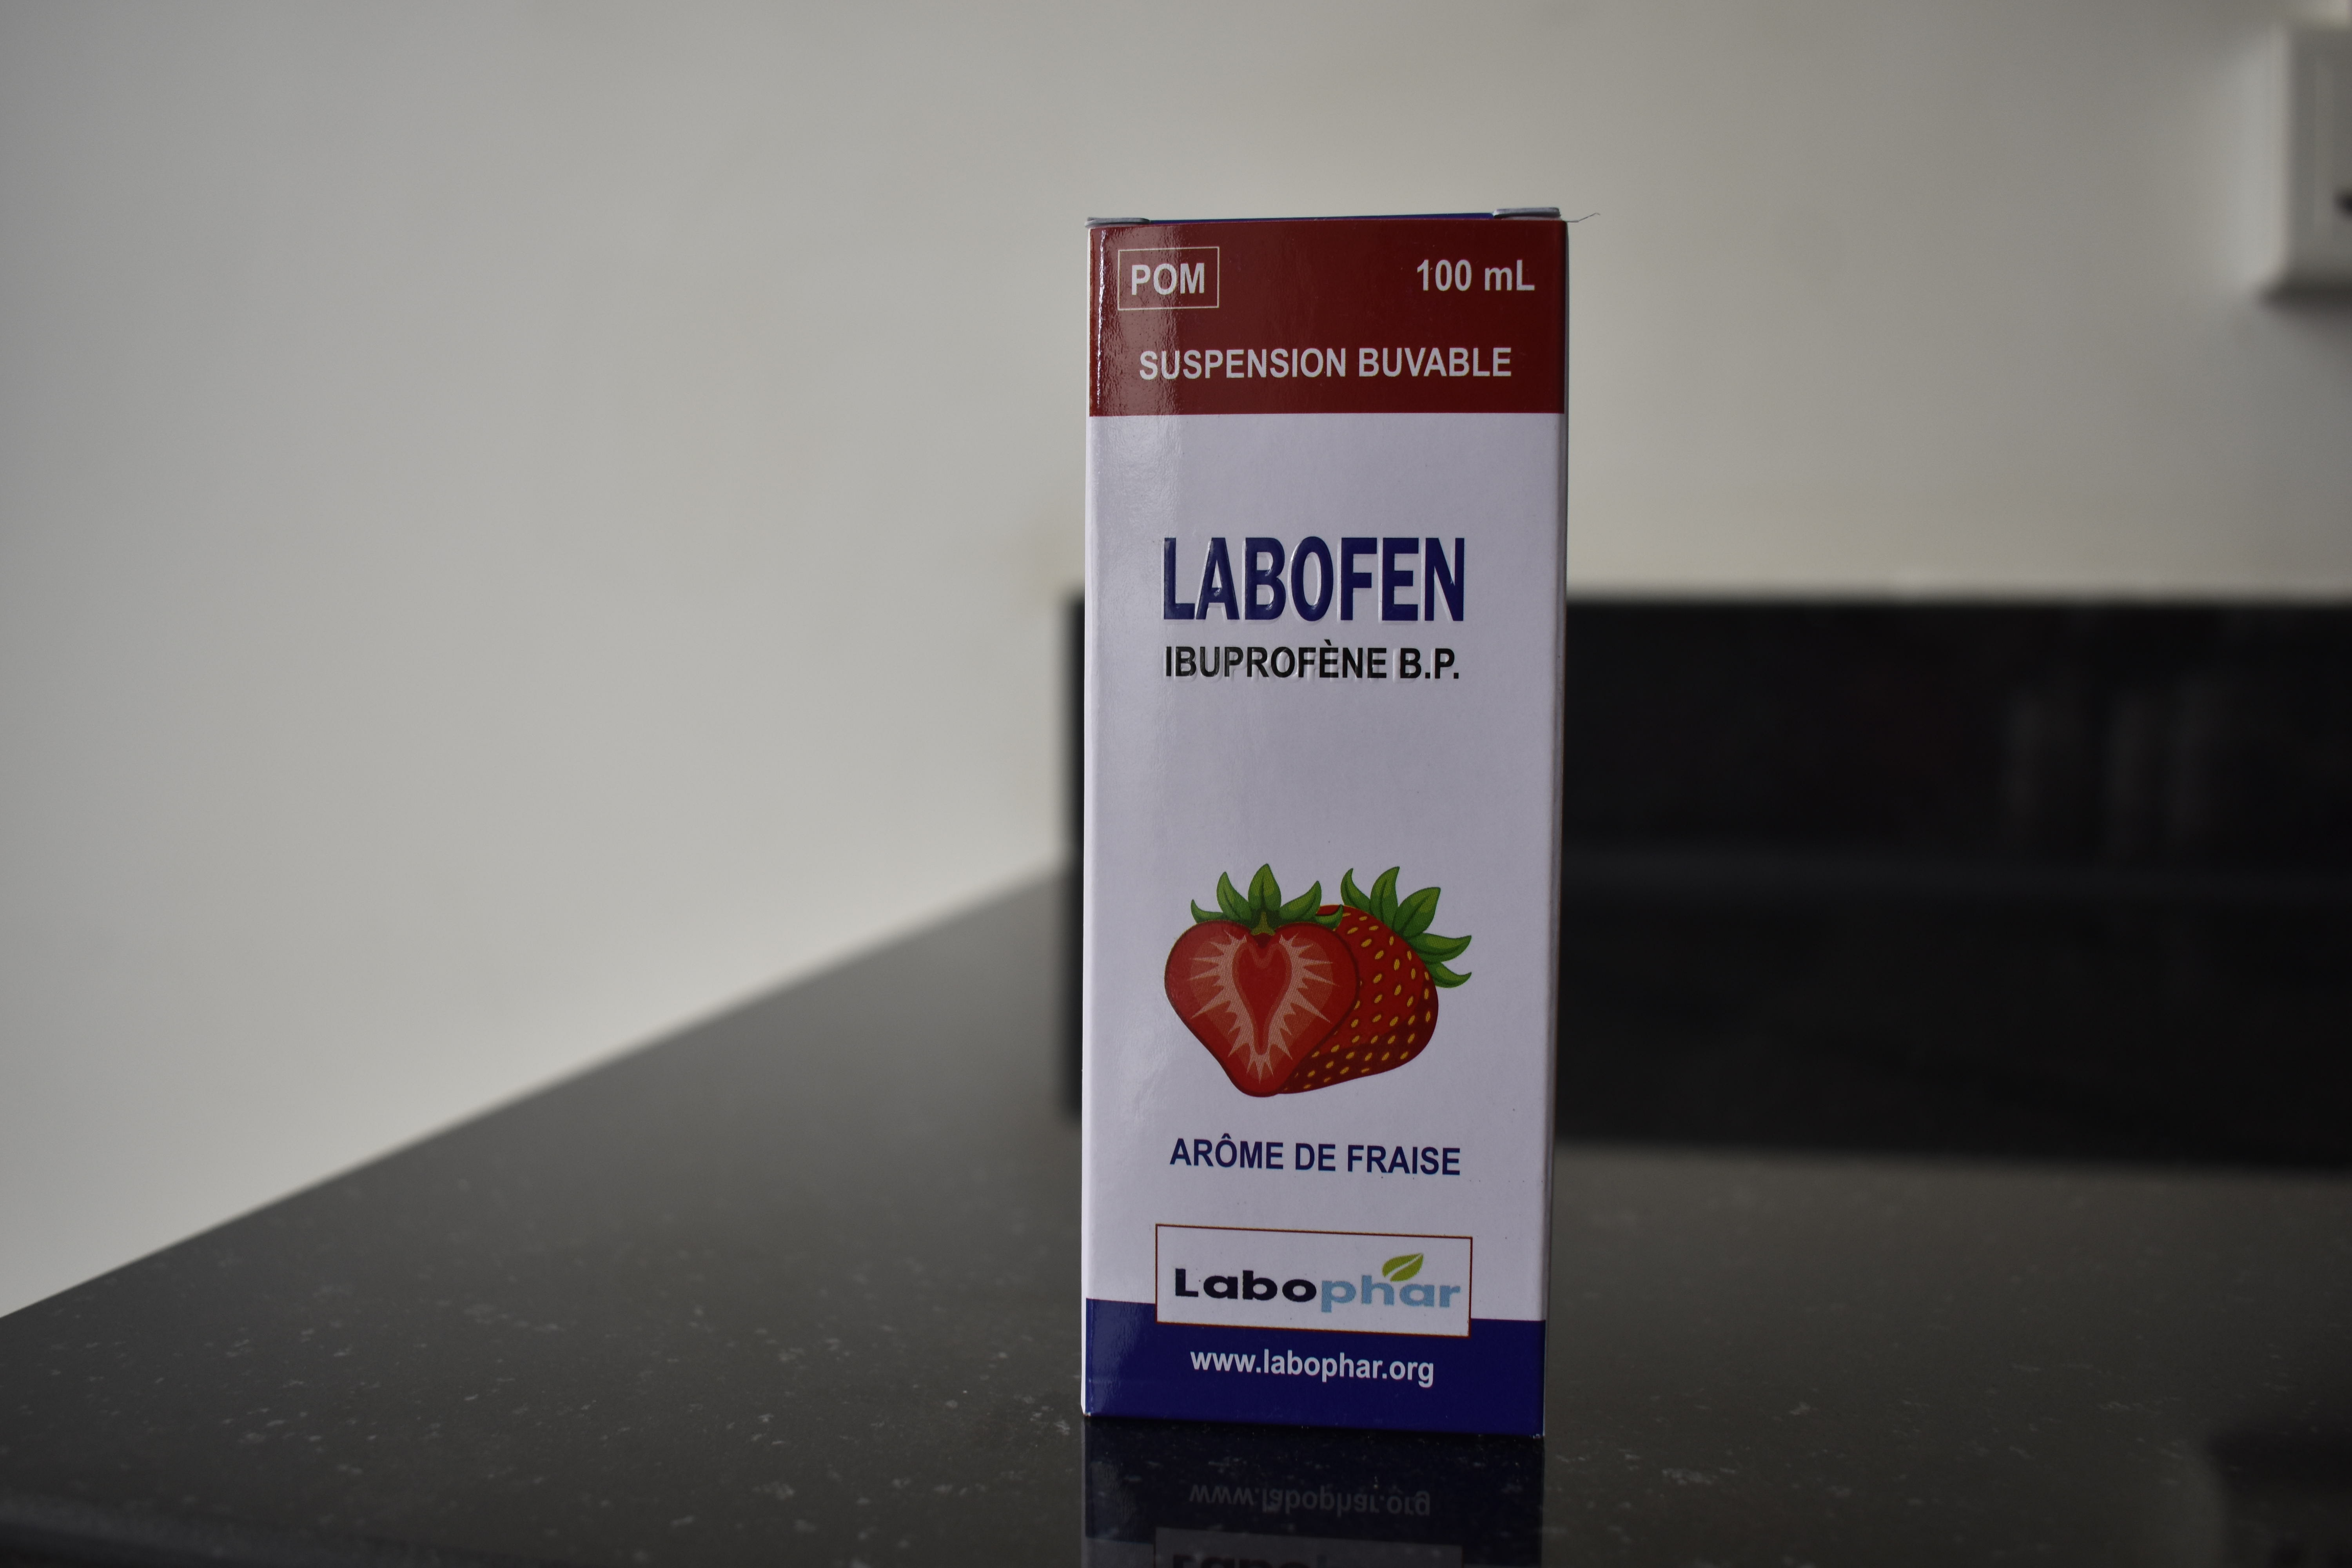 POM
100 mL
SUSPENSION BUVABLE
LABOFEN
IBUPROFÈNE B.P.
ARÔME DE FRAISE
Labophar
www.labophar.org